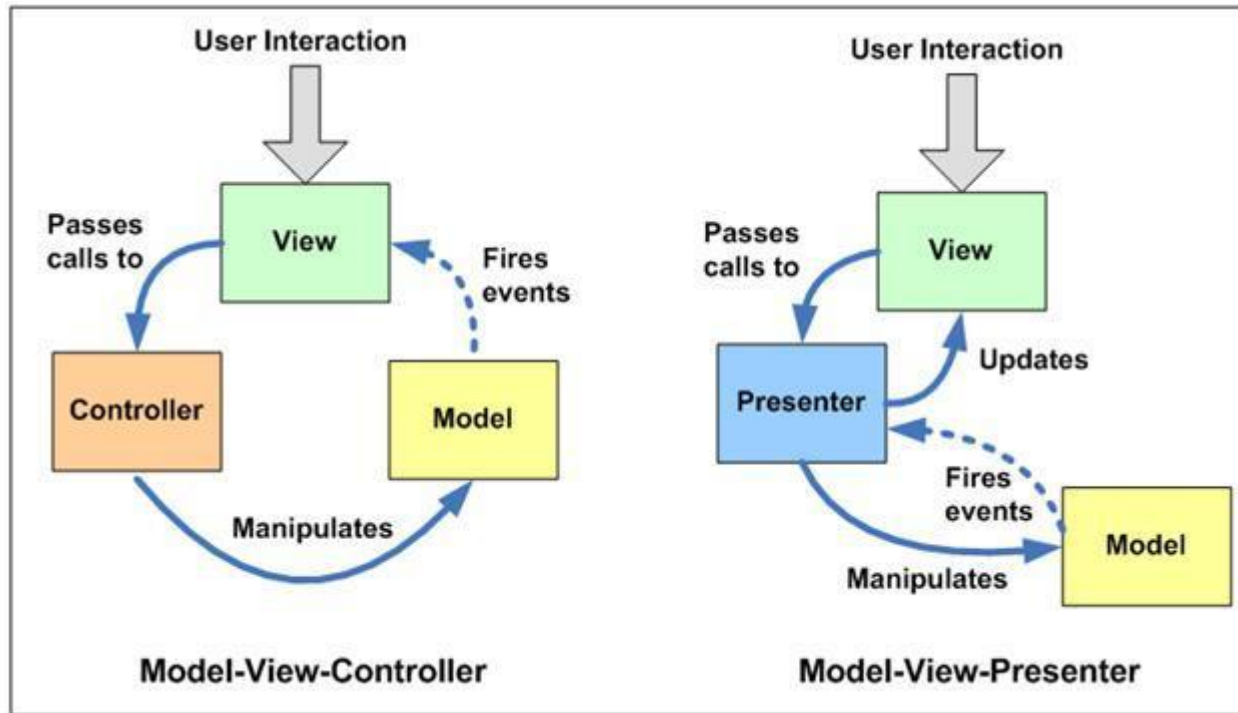 User Interaction
View
Passes
calls to
Fires
events
Controller
Model
Manipulates
Model-View-Controller
User Interaction
View
Passes
calls to
Updates
Presenter
Fires
events
Model
Manipulates
Model-View-Presenter